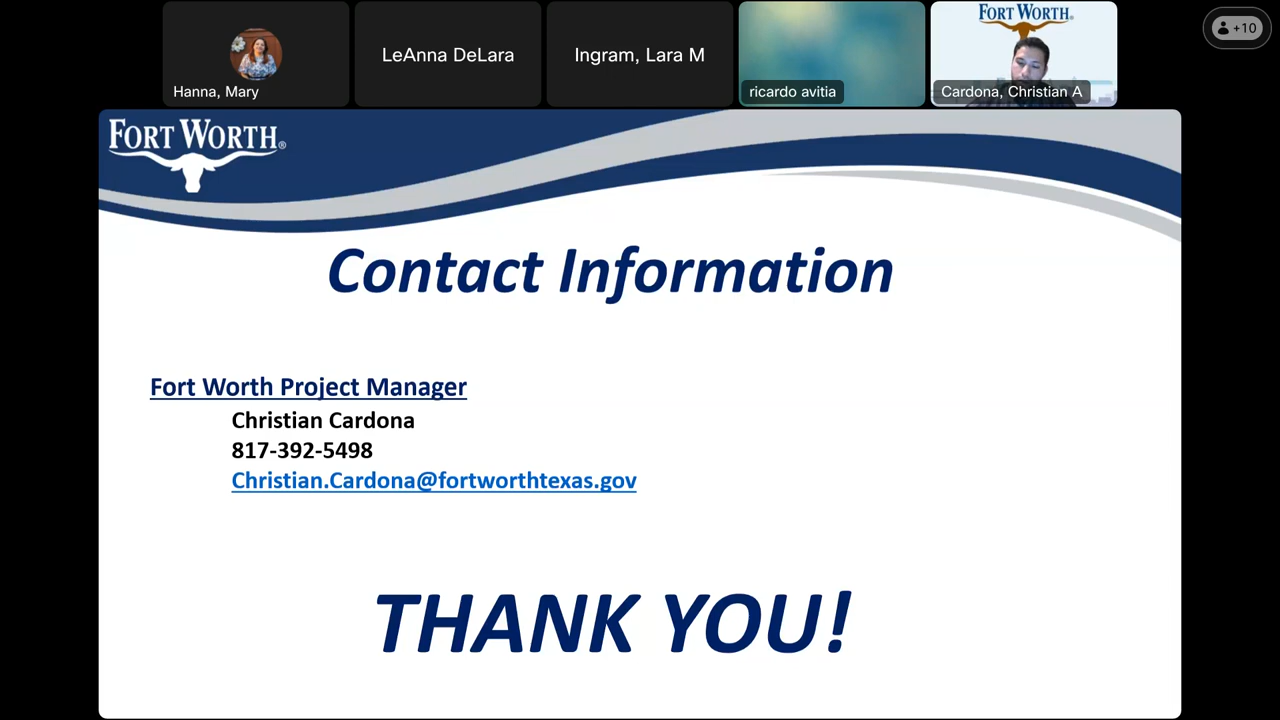 LeAnna DeLara
Ingram, Lara M
Hanna, Mary
ricardo avitia
FORT WORTH®
Cardona, Christian A
+10
FORT WORTH®
Contact Information
Fort Worth Project Manager
Christian Cardona
817-392-5498
Christian.Cardona@fortworthtexas.gov
THANK YOU!